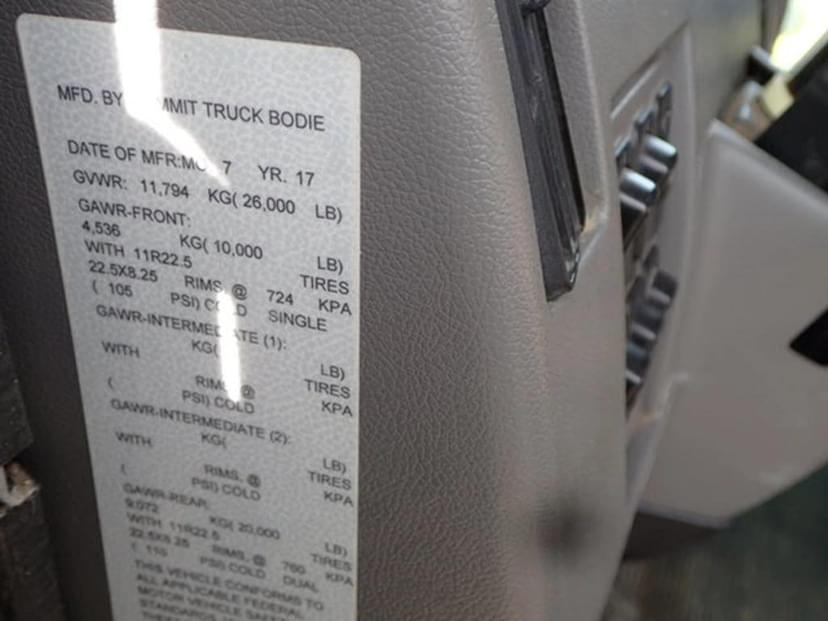 MFD. BY MMIT TRUCK BODIE
DATE OF MFR:MO. 7 YR. 17
GVWR: 11,794 KG( 26,000 LB)
GAWR-FRONT:
4,536 KG( 10,000 LB)
WITH 11R22.5 TIRES
22.5X8.25 RIMS. @ 724 KPA
( 105 PSI) COLD SINGLE
GAWR-INTERMEDIATE (1):
KG( LB)
WITH TIRES
RIMS. @ KPA
( PSI) COLD
GAWR-INTERMEDIATE (2):
KG( LB)
WITH TIRES
RIMS. @ KPA
( PSI) COLD
GAWR-REAR:
9,072 KG( 20,000 LB)
WITH 11R22.5 TIRES
22.5X8.25 RIMS. @ 760 KPA
( 110 PSI) COLD DUAL
THIS VEHICLE CONFORMS TO
ALL APPLICABLE FEDERAL
MOTOR VEHICLE
STANDARDS